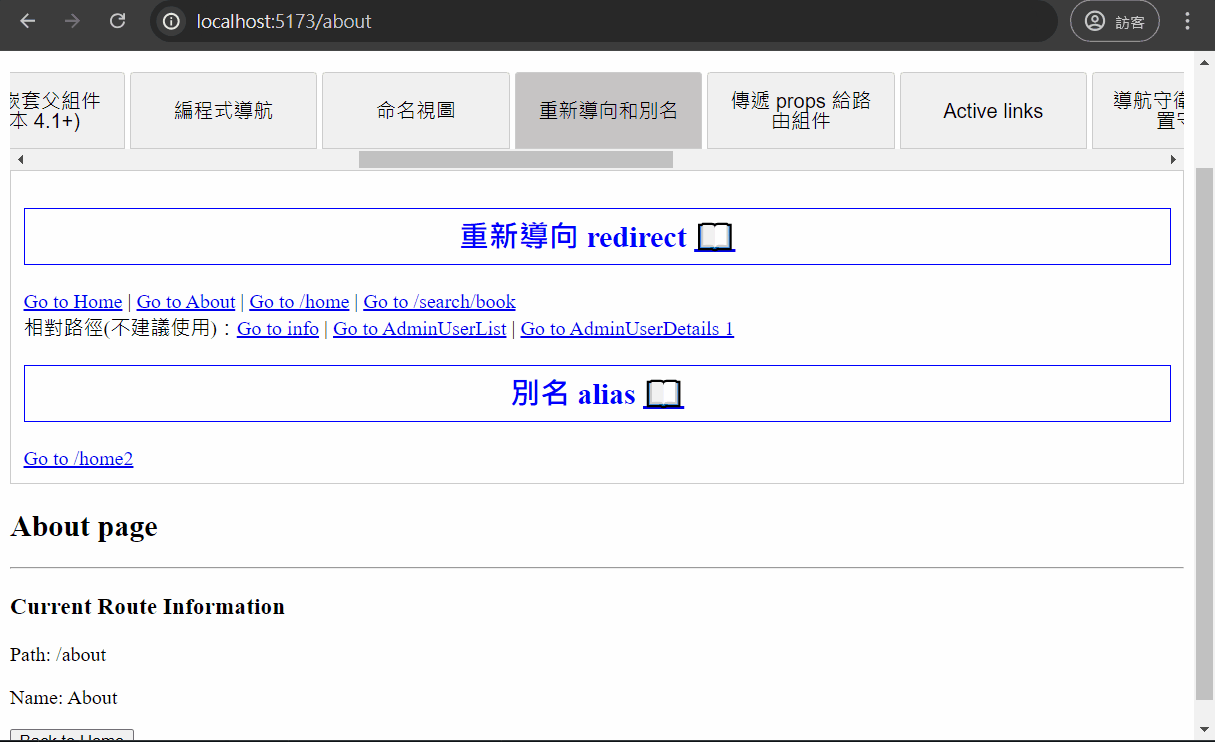 localhost:5173/about
訪客
嵌套父組件
本 4.1+)
編程式導航
命名視圖
重新導向和別名
傳遞 props 給路
由組件
Active links
導航守衛
置守
重新導向 redirect 📖
Go to Home | Go to About | Go to /home | Go to /search/book
相對路徑(不建議使用)：Go to info | Go to AdminUserList | Go to AdminUserDetails 1
別名 alias 📖
Go to /home2
About page
Current Route Information
Path: /about
Name: About
Back to Home